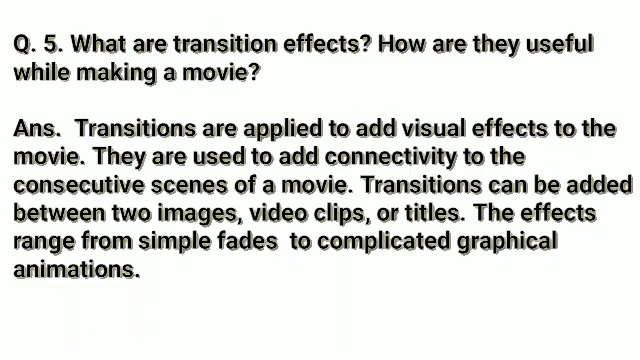 Q. 5. What are transition effects? How are they useful
while making a movie?
Ans.  Transitions are applied to add visual effects to the
movie. They are used to add connectivity to the
consecutive scenes of a movie. Transitions can be added
between two images, video clips, or titles. The effects
range from simple fades  to complicated graphical
animations.